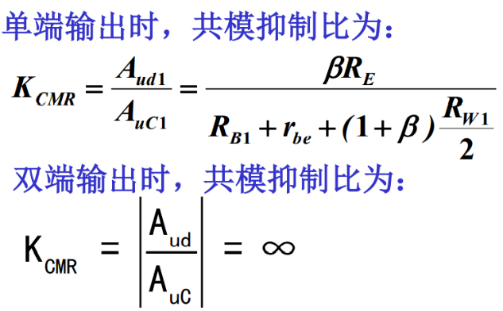 单端输出时，共模抑制比为：
K_CMR = A_ud1 / A_uC1 = βR_E / (R_B1 + r_be + (1 + β) R_W1 / 2)
双端输出时，共模抑制比为：
K_CMR = |A_ud / A_uC| = ∞